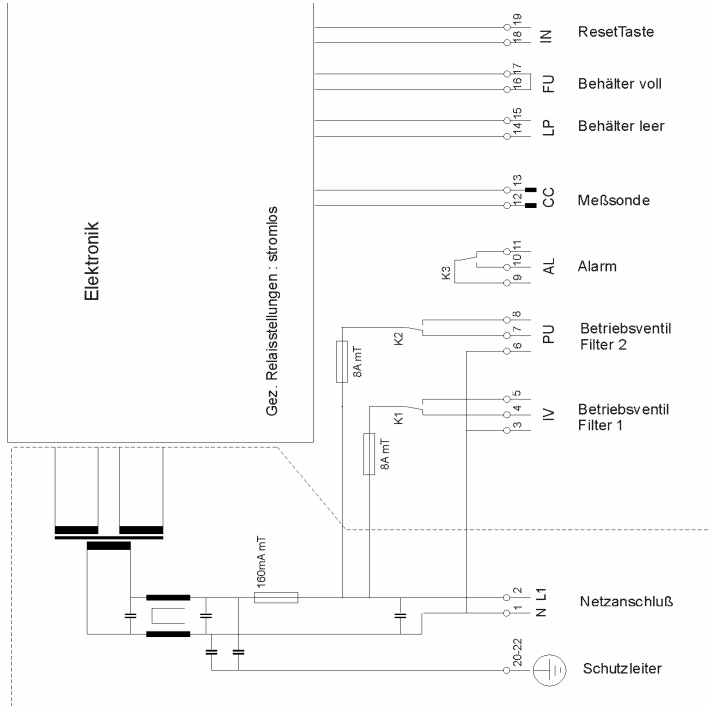 19
18
IN
ResetTaste
17
16
FU
Behälter voll
15
14
LP
Behälter leer
13
12
CC
Meßsonde
Elektronik
Gez. Relaisstellungen : stromlos
11
10
9
K3
AL
Alarm
8
7
6
K2
PU
Betriebsventil
Filter 2
8A mT
5
4
3
K1
IV
Betriebsventil
Filter 1
8A mT
160mA mT
2
1
L1
N
Netzanschluß
20-22
Schutzleiter